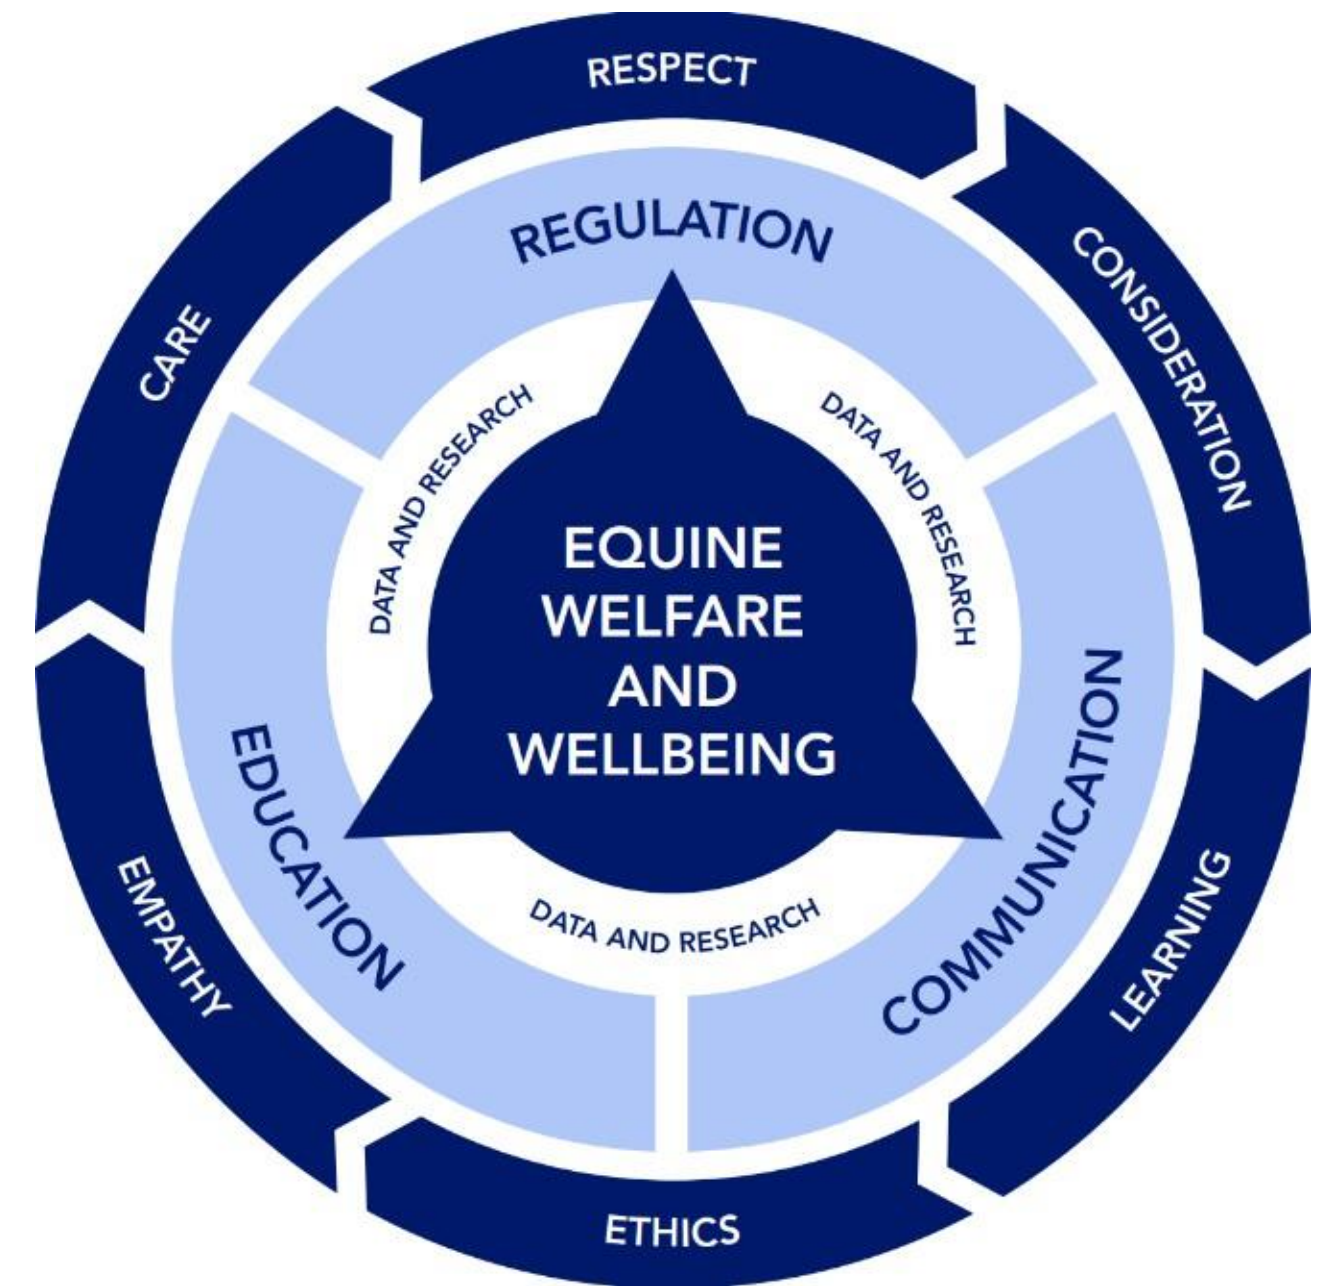 RESPECT
CONSIDERATION
LEARNING
ETHICS
EMPATHY
CARE
REGULATION
COMMUNICATION
EDUCATION
DATA AND RESEARCH
DATA AND RESEARCH
DATA AND RESEARCH
EQUINE
WELFARE
AND
WELLBEING